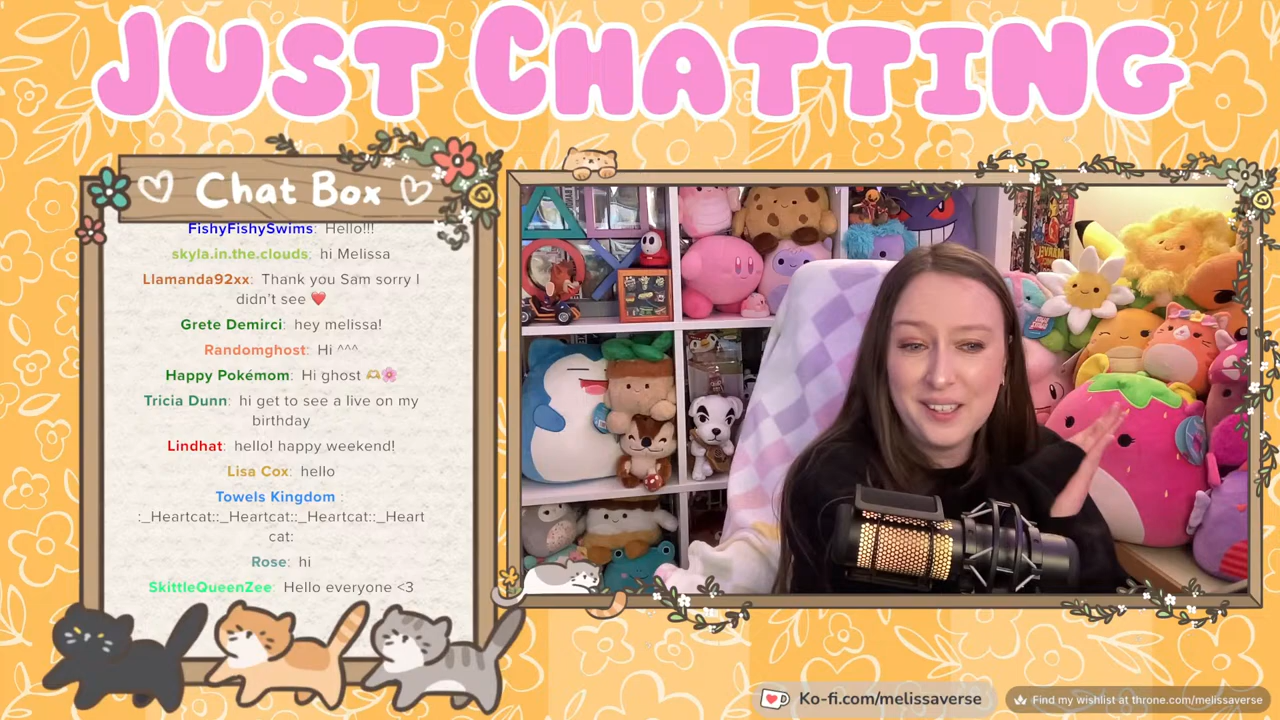 JUST CHATTING
Chat Box
FishyFishySwims: Hello!!!
skyla.in.the.clouds: hi Melissa
Llamanda92xx: Thank you Sam sorry I
didn't see ❤️
Grete Demirci: hey melissa!
Randomghost: Hi ^^^
Happy Pokémom: Hi ghost 🫶🌸
Tricia Dunn: hi get to see a live on my
birthday
Lindhat: hello! happy weekend!
Lisa Cox: hello
Towels Kingdom :
:_Heartcat::_Heartcat::_Heartcat::_Heart
cat:
Rose: hi
SkittleQueenZee: Hello everyone <3
Ko-fi.com/melissaverse
Find my wishlist at throne.com/melissaverse